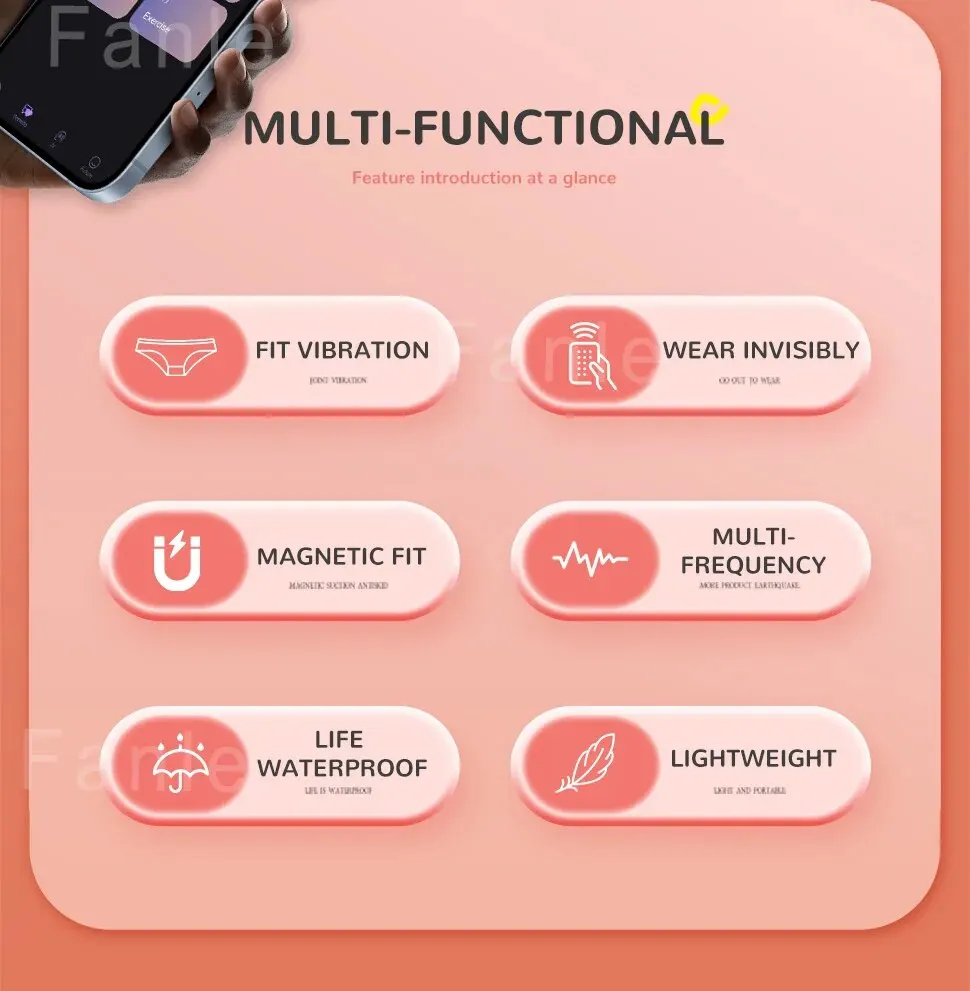 Fanle
Exercise
MULTI-FUNCTIONAL
Feature introduction at a glance
FIT VIBRATION
JOINT VIBRATION
Fanle
WEAR INVISIBLY
GO OUT TO WEAR
MAGNETIC FIT
MAGNETIC SUCTION ANTISKID
MULTI-
FREQUENCY
MORE PRODUCT EARTHQUAKE
Fanle
LIFE
WATERPROOF
LIFE IS WATERPROOF
LIGHTWEIGHT
LIGHT AND PORTABLE